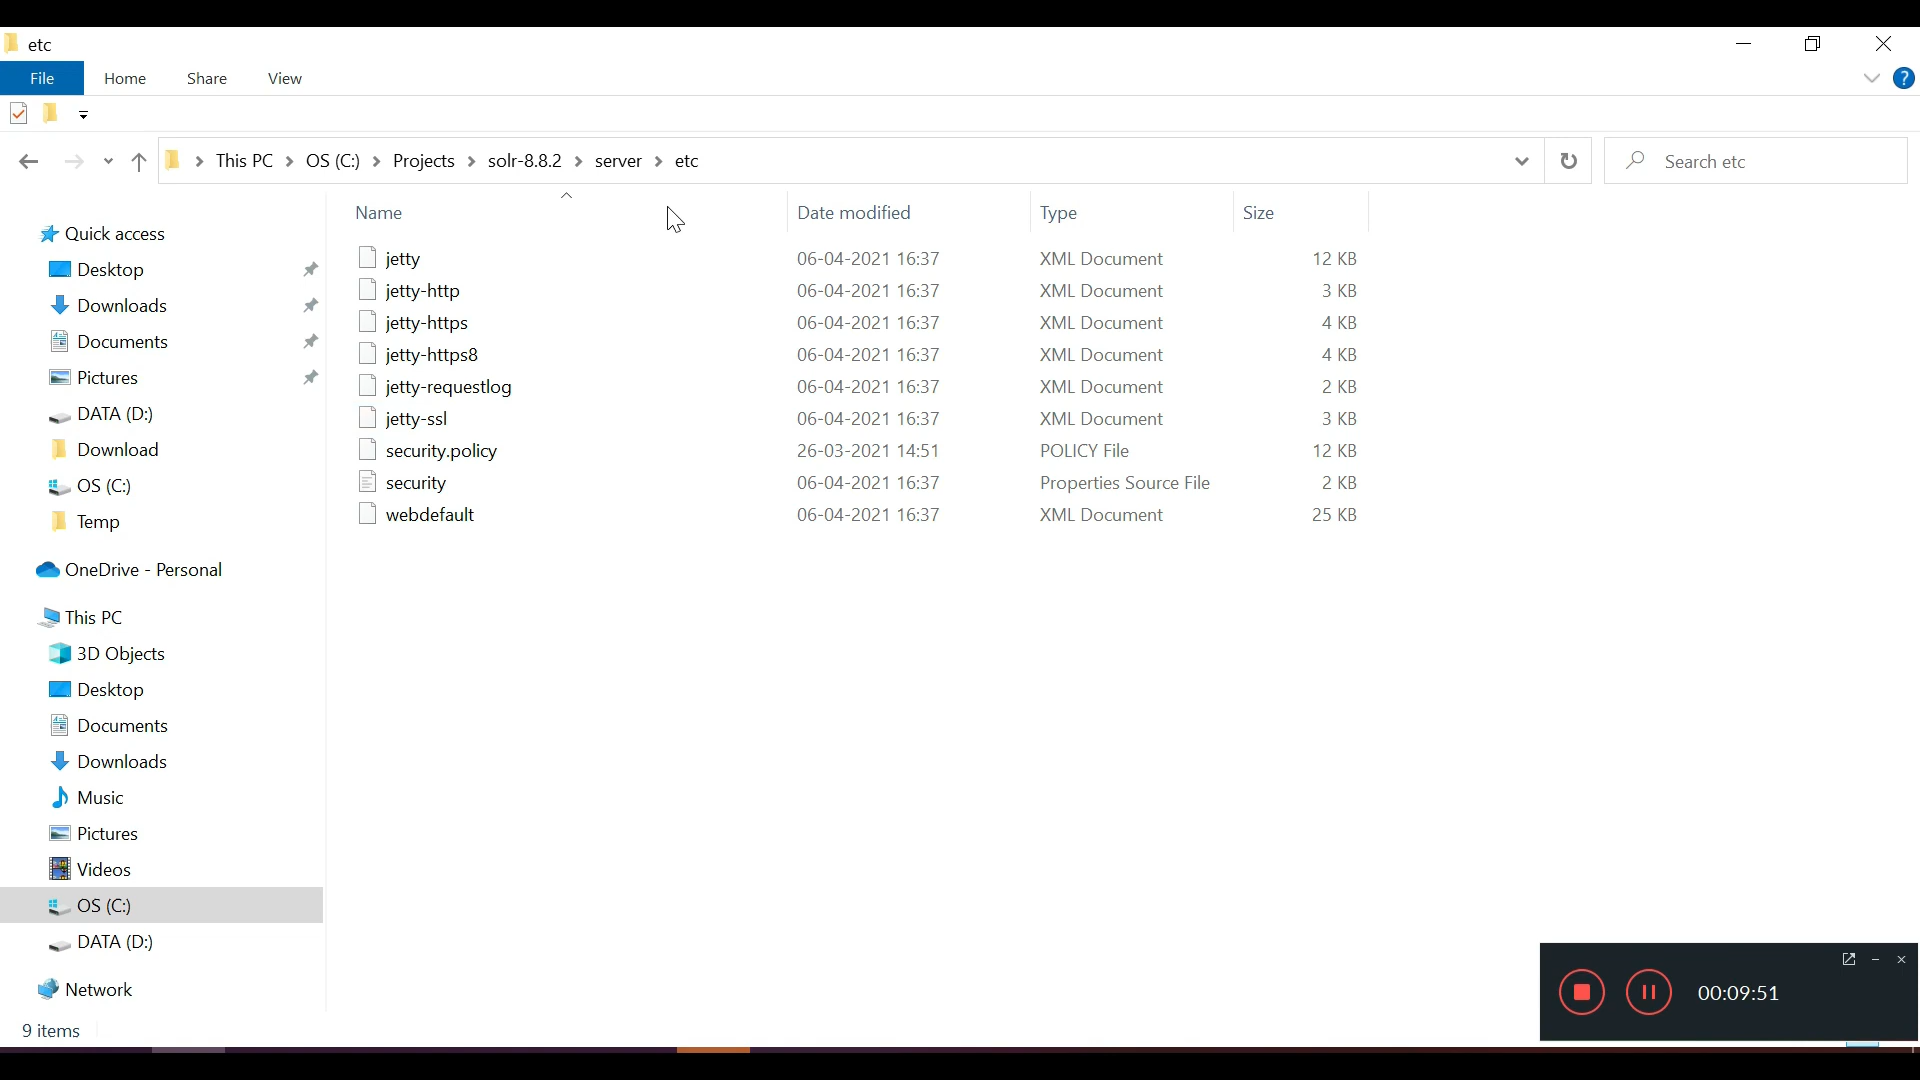 etc
File Home Share View
This PC OS (C:) Projects solr-8.8.2 server etc
Search etc
Name Date modified Type Size
Quick access
Desktop
Downloads
Documents
Pictures
DATA (D:)
Download
OS (C:)
Temp
OneDrive - Personal
This PC
3D Objects
Desktop
Documents
Downloads
Music
Pictures
Videos
OS (C:)
DATA (D:)
Network
jetty 06-04-2021 16:37 XML Document 12 KB
jetty-http 06-04-2021 16:37 XML Document 3 KB
jetty-https 06-04-2021 16:37 XML Document 4 KB
jetty-https8 06-04-2021 16:37 XML Document 4 KB
jetty-requestlog 06-04-2021 16:37 XML Document 2 KB
jetty-ssl 06-04-2021 16:37 XML Document 3 KB
security.policy 26-03-2021 14:51 POLICY File 12 KB
security 06-04-2021 16:37 Properties Source File 2 KB
webdefault 06-04-2021 16:37 XML Document 25 KB
00:09:51
9 items